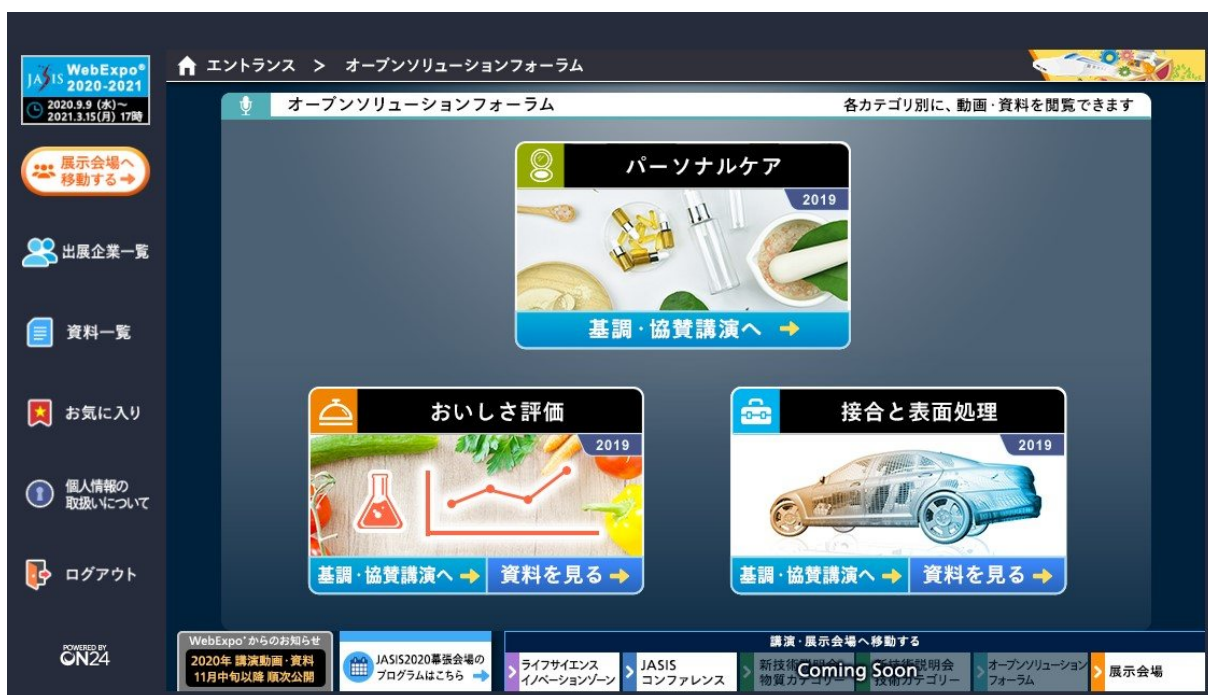 JASIS WebExpo®
2020-2021
2020.9.9 (水)~
2021.3.15(月) 17時
展示会場へ
移動する
出展企業一覧
資料一覧
お気に入り
個人情報の
取扱いについて
ログアウト
POWERED BY
ON24
エントランス > オープンソリューションフォーラム
オープンソリューションフォーラム
各カテゴリ別に、動画・資料を閲覧できます
パーソナルケア
2019
基調・協賛講演へ
おいしさ評価
2019
基調・協賛講演へ
資料を見る
接合と表面処理
2019
基調・協賛講演へ
資料を見る
WebExpo®からのお知らせ
2020年 講演動画・資料
11月中旬以降 順次公開
JASIS2020幕張会場の
プログラムはこちら
講演・展示会場へ移動する
ライフサイエンス
イノベーションゾーン
JASIS
コンファレンス
Coming Soon
オープンソリューション
フォーラム
展示会場